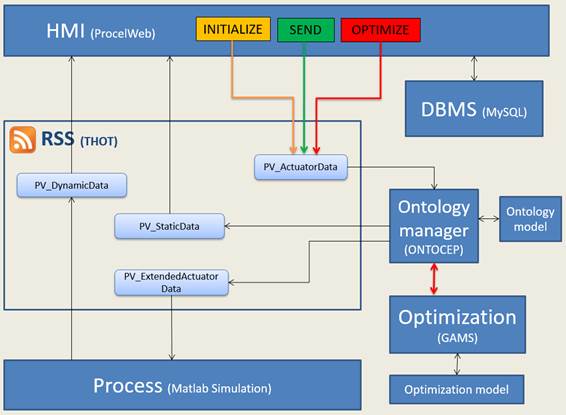 HMI (ProcelWeb)
INITIALIZE
SEND
OPTIMIZE
DBMS
(MySQL)
RSS (THOT)
PV_ActuatorData
PV_DynamicData
PV_StaticData
PV_ExtendedActuator
Data
Ontology
manager
(ONTOCEP)
Ontology
model
Optimization
(GAMS)
Optimization model
Process (Matlab Simulation)